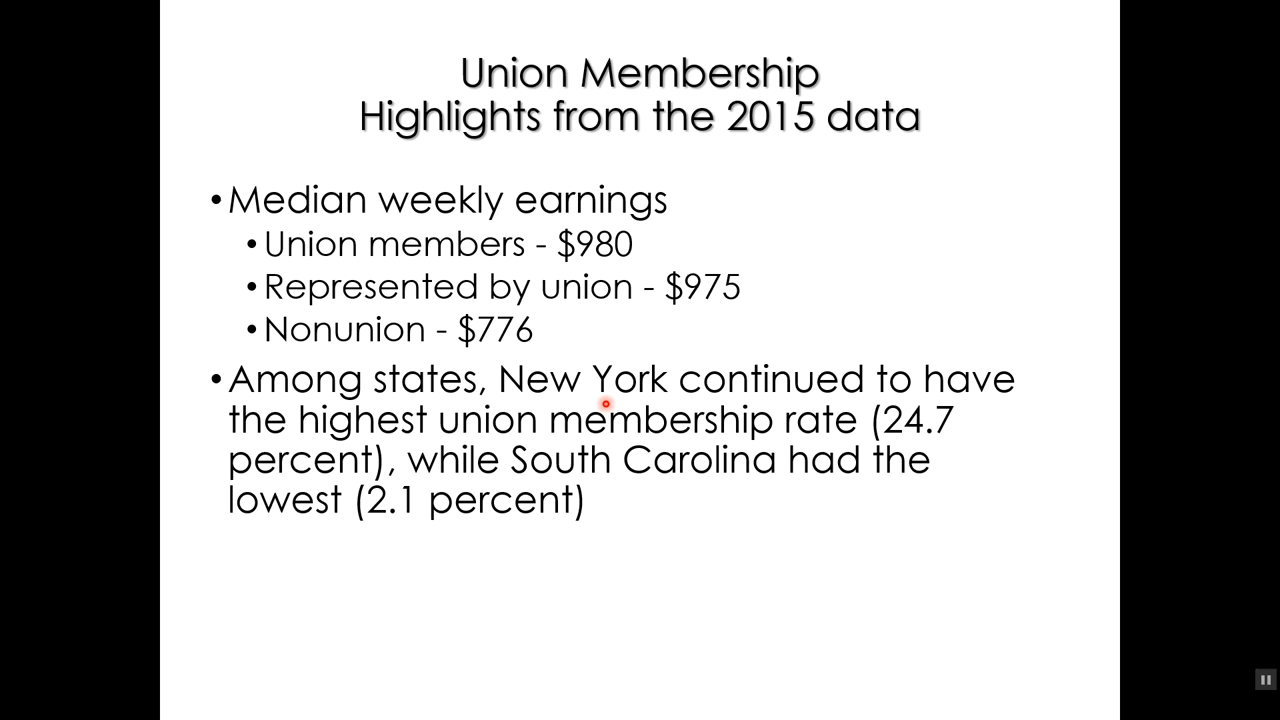 Union Membership
Highlights from the 2015 data
•Median weekly earnings
•Union members - $980
•Represented by union - $975
•Nonunion - $776
•Among states, New York continued to have
the highest union membership rate (24.7
percent), while South Carolina had the
lowest (2.1 percent)